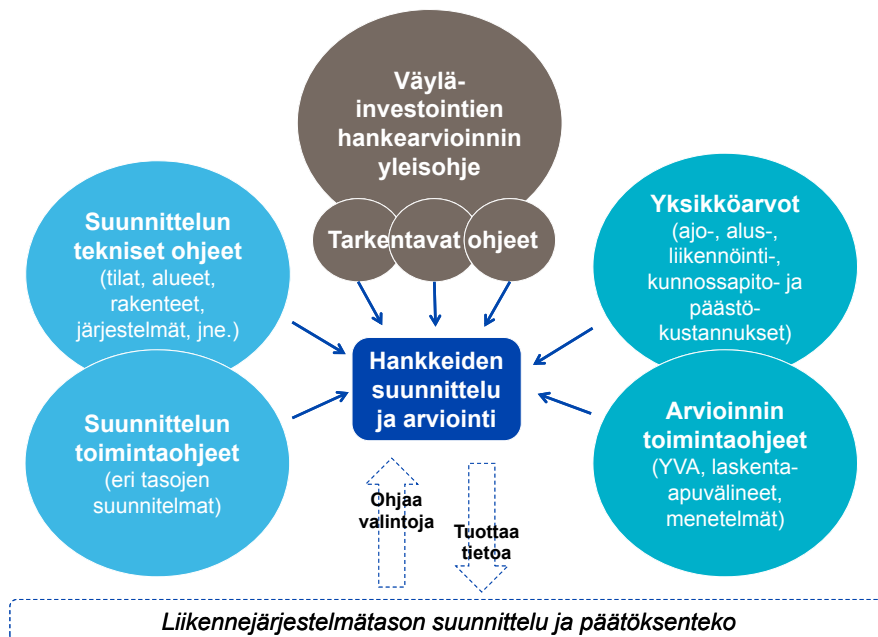 Väylä-
investointien
hankearvioinnin
yleisohje
Tarkentavat ohjeet
Suunnittelun
tekniset ohjeet
(tilat, alueet,
rakenteet,
järjestelmät, jne.)
Yksikköarvot
(ajo-, alus-,
liikennöinti-,
kunnossapito- ja
päästö-
kustannukset)
Hankkeiden
suunnittelu
ja arviointi
Suunnittelun
toimintaohjeet
(eri tasojen
suunnitelmat)
Arvioinnin
toimintaohjeet
(YVA, laskenta-
apuvälineet,
menetelmät)
Ohjaa
valintoja
Tuottaa
tietoa
Liikennejärjestelmätason suunnittelu ja päätöksenteko